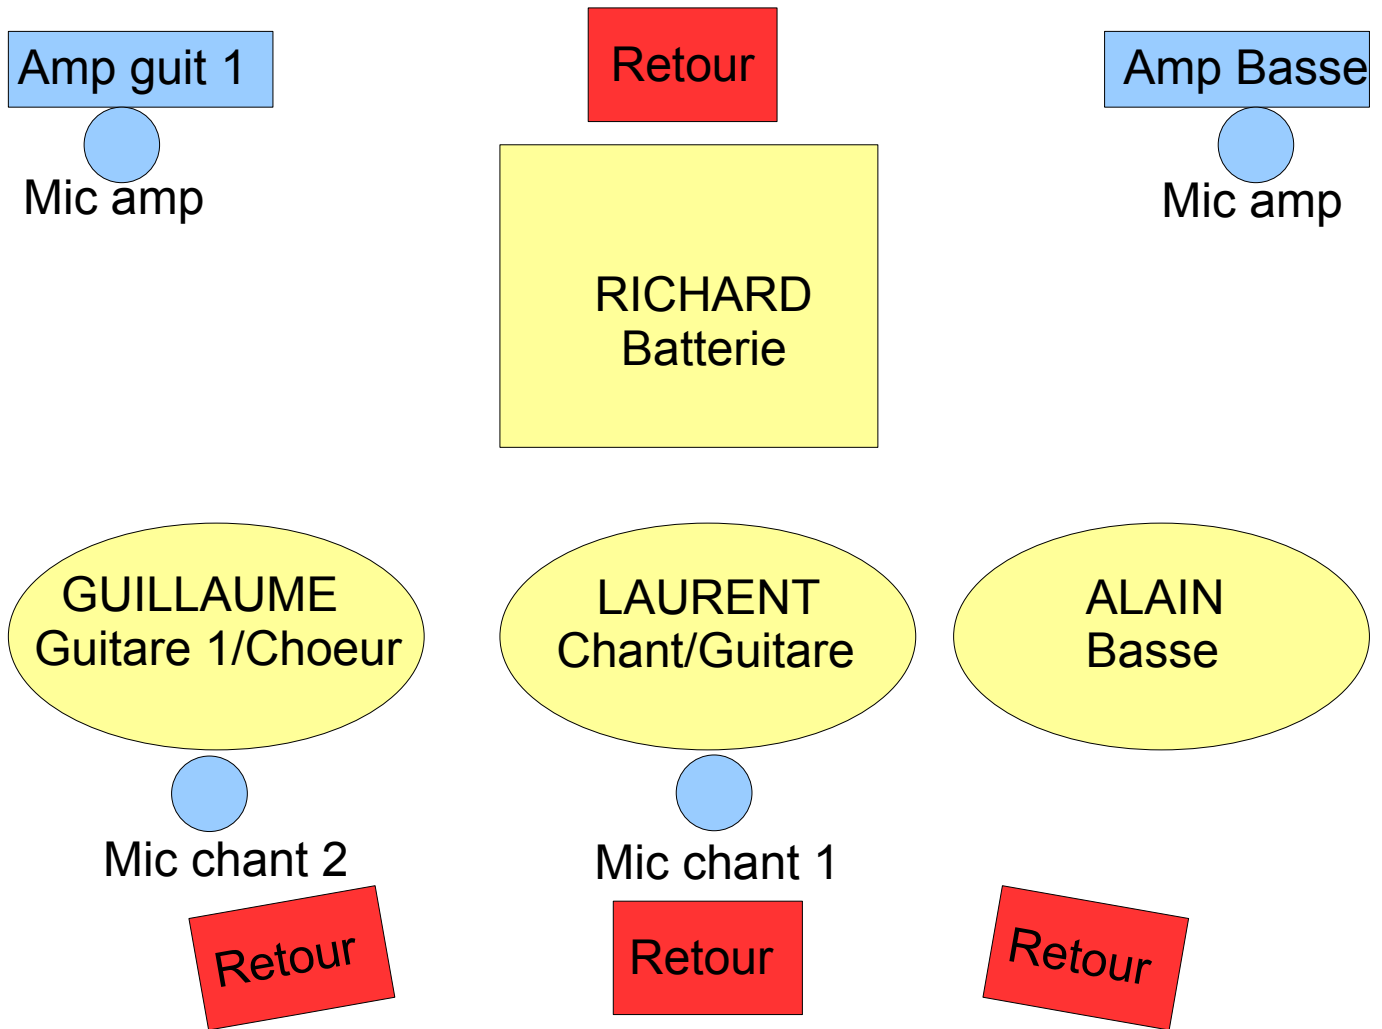 Amp guit 1
Retour
Amp Basse
Mic amp
Mic amp
RICHARD
Batterie
GUILLAUME
Guitare 1/Choeur
LAURENT
Chant/Guitare
ALAIN
Basse
Mic chant 2
Mic chant 1
Retour
Retour
Retour